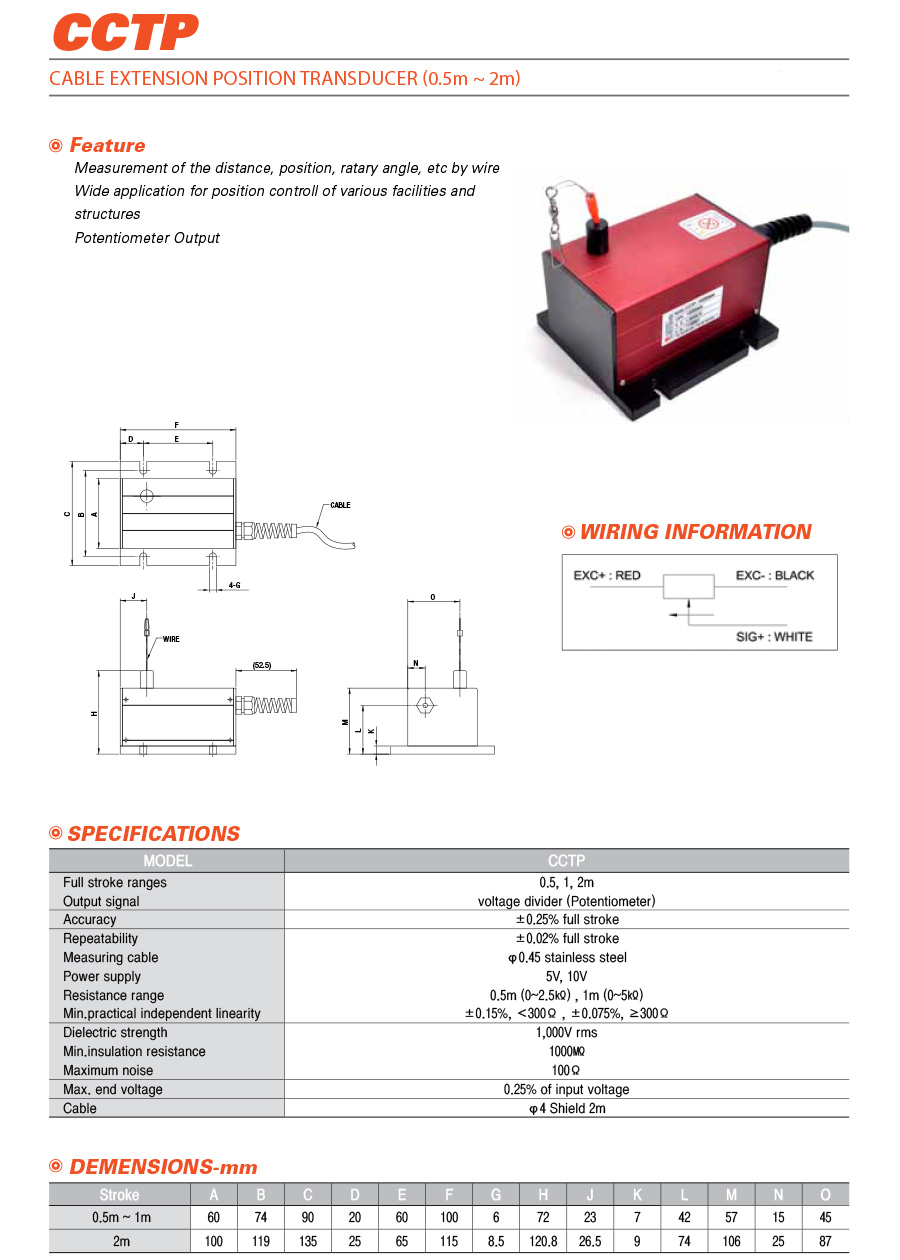 CCTP
CABLE EXTENSION POSITION TRANSDUCER (0.5m ~ 2m)
Feature
Measurement of the distance, position, ratary angle, etc by wire
Wide application for position controll of various facilities and
structures
Potentiometer Output
F
D E
C B A
CABLE
4-G
J
WIRE
(52.5)
H
O
N
M L K
WIRING INFORMATION
EXC+ : RED EXC- : BLACK
SIG+ : WHITE
SPECIFICATIONS
MODEL CCTP
Full stroke ranges 0.5, 1, 2m
Output signal voltage divider (Potentiometer)
Accuracy ±0.25% full stroke
Repeatability ±0.02% full stroke
Measuring cable φ0.45 stainless steel
Power supply 5V, 10V
Resistance range 0.5m (0~2.5㏀) , 1m (0~5㏀)
Min.practical independent linearity ±0.15%, <300Ω , ±0.075%, ≥300Ω
Dielectric strength 1,000V rms
Min.insulation resistance 1000㏁
Maximum noise 100Ω
Max. end voltage 0.25% of input voltage
Cable φ4 Shield 2m
DEMENSIONS-mm
Stroke A B C D E F G H J K L M N O
0.5m ~ 1m 60 74 90 20 60 100 6 72 23 7 42 57 15 45
2m 100 119 135 25 65 115 8.5 120.8 26.5 9 74 106 25 87